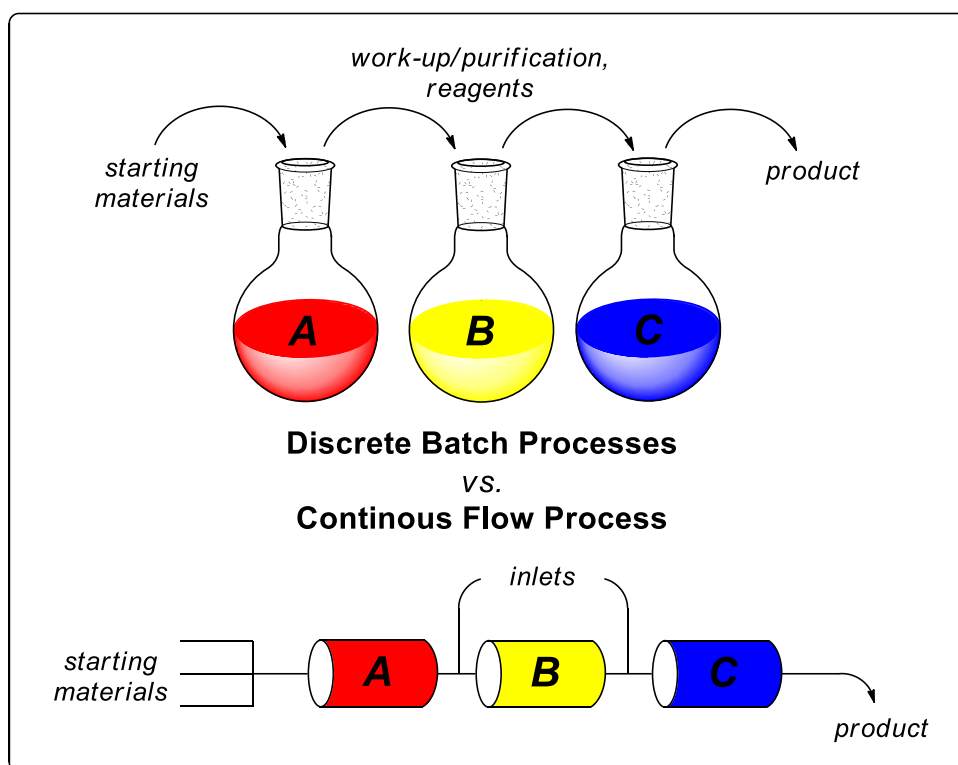 work-up/purification,
reagents
starting
materials
product
A
B
C
Discrete Batch Processes
vs.
Continous Flow Process
inlets
starting
materials
A
B
C
product